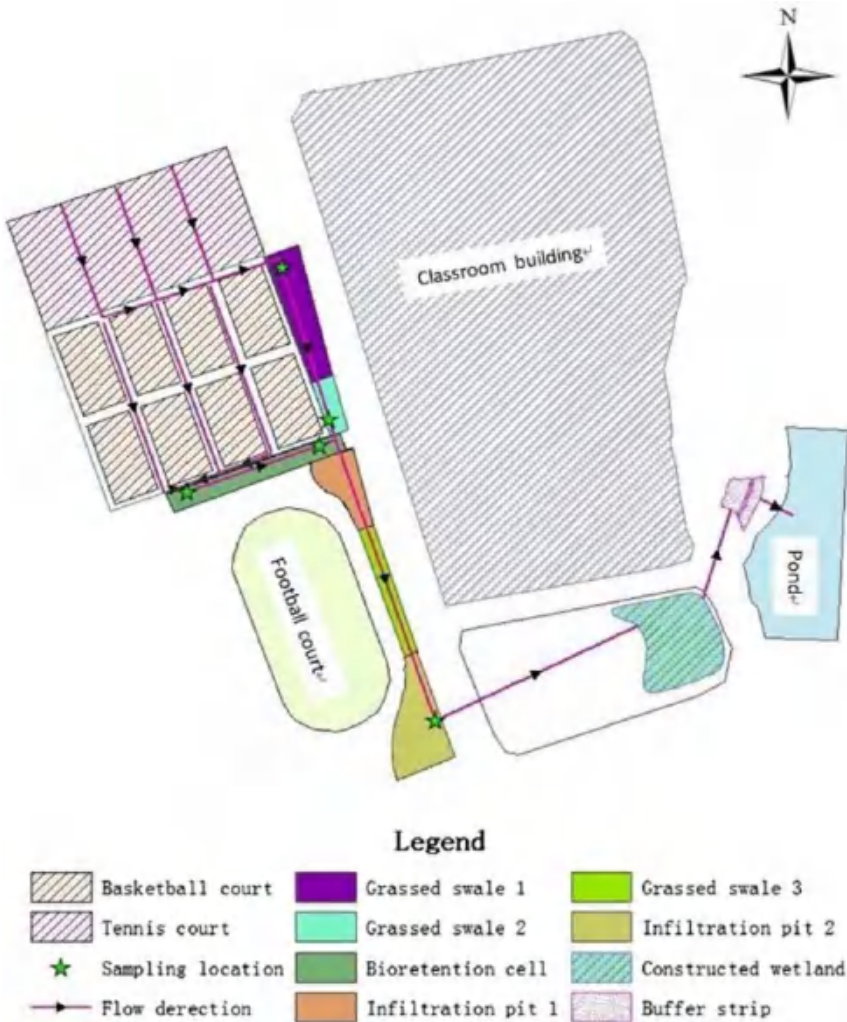 N
Classroom building↵
Football court↵
Pond↵
Legend
Basketball court
Grassed swale 1
Grassed swale 3
Tennis court
Grassed swale 2
Infiltration pit 2
Sampling location
Bioretention cell
Constructed wetland
Flow derection
Infiltration pit 1
Buffer strip